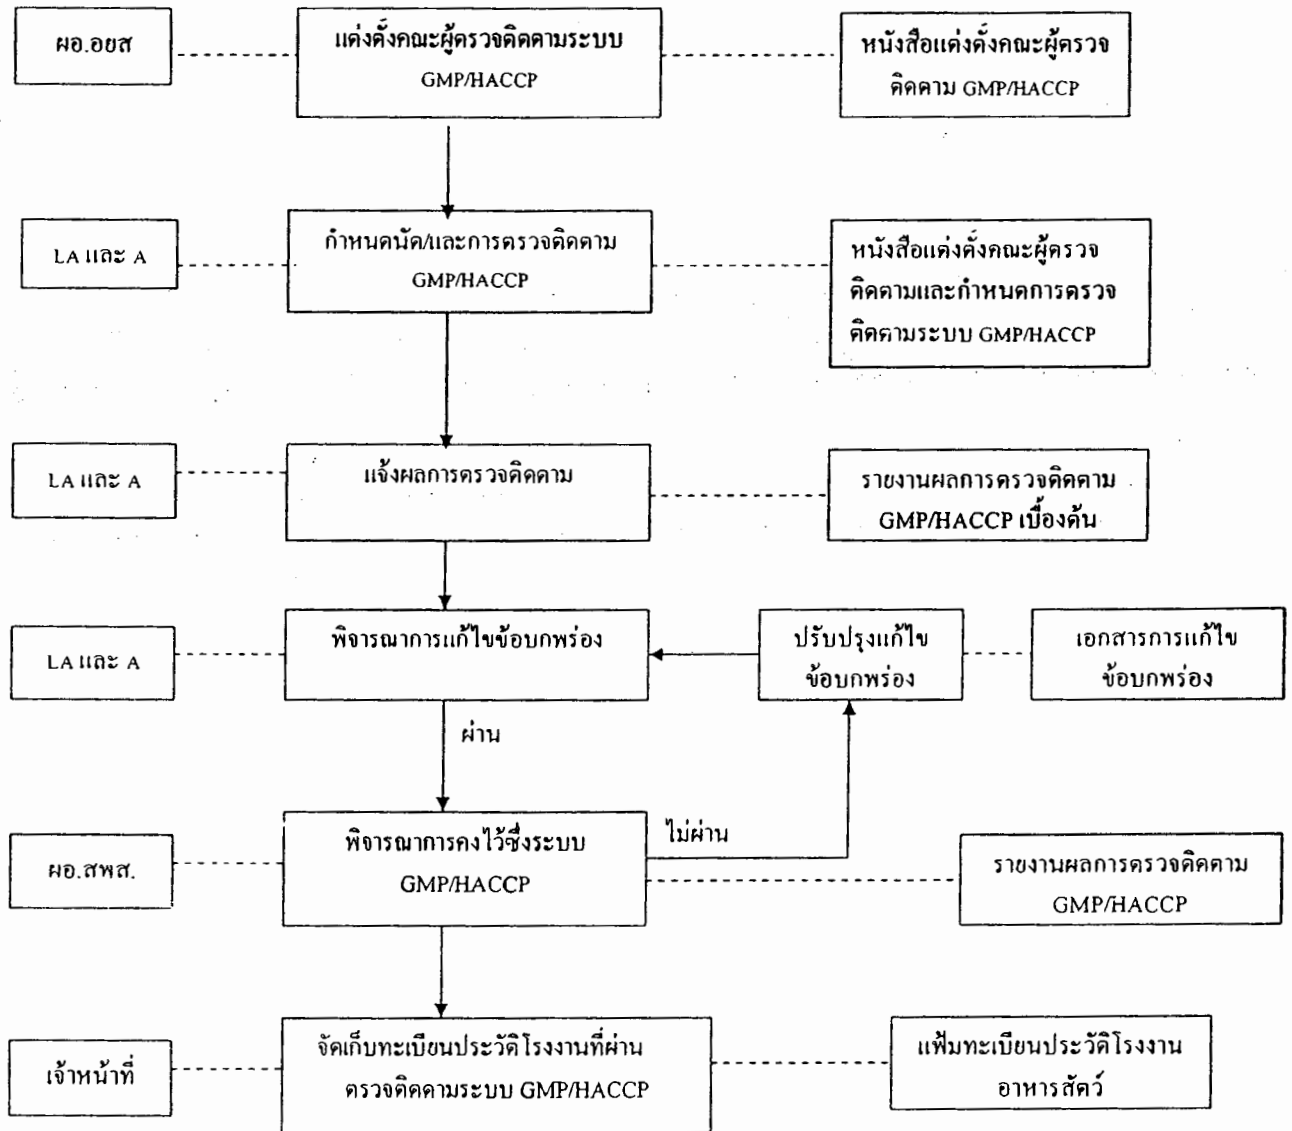 ผอ.อยส
แต่งตั้งคณะผู้ตรวจติดตามระบบ
GMP/HACCP
หนังสือแต่งตั้งคณะผู้ตรวจ
ติดตาม GMP/HACCP
LA และ A
กำหนดนัด/และการตรวจติดตาม
GMP/HACCP
หนังสือแต่งตั้งคณะผู้ตรวจ
ติดตามและกำหนดการตรวจ
ติดตามระบบ GMP/HACCP
LA และ A
แจ้งผลการตรวจติดตาม
รายงานผลการตรวจติดตาม
GMP/HACCP เบื้องต้น
LA และ A
พิจารณาการแก้ไขข้อบกพร่อง
ปรับปรุงแก้ไข
ข้อบกพร่อง
เอกสารการแก้ไข
ข้อบกพร่อง
ผ่าน
ผอ.สพส.
พิจารณาการคงไว้ซึ่งระบบ
GMP/HACCP
ไม่ผ่าน
รายงานผลการตรวจติดตาม
GMP/HACCP
เจ้าหน้าที่
จัดเก็บทะเบียนประวัติโรงงานที่ผ่าน
ตรวจติดตามระบบ GMP/HACCP
แฟ้มทะเบียนประวัติโรงงาน
อาหารสัตว์